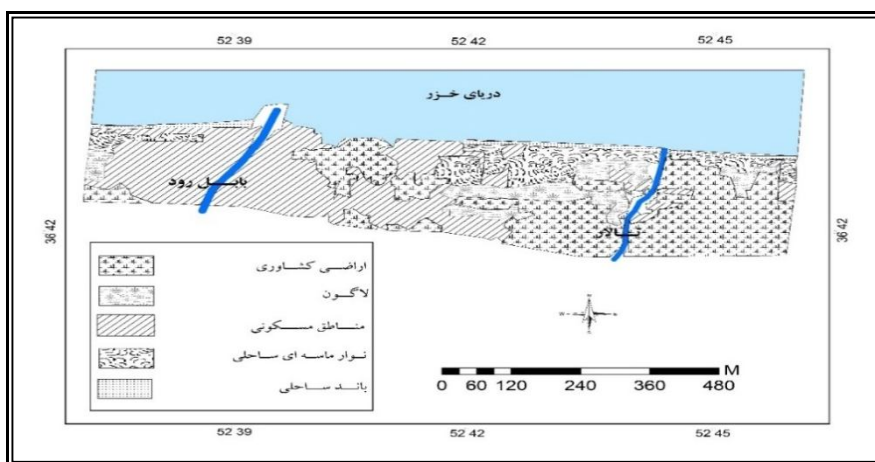 52 39 52 42 52 45
دریای خزر
بابل رود
تالار
36 42 36 42
اراضی کشاوری
لاگون
مناطق مسکونی
نوار ماسه ای ساحلی
باند ساحلی
N
W S
M
0 60 120 240 360 480
52 39 52 42 52 45